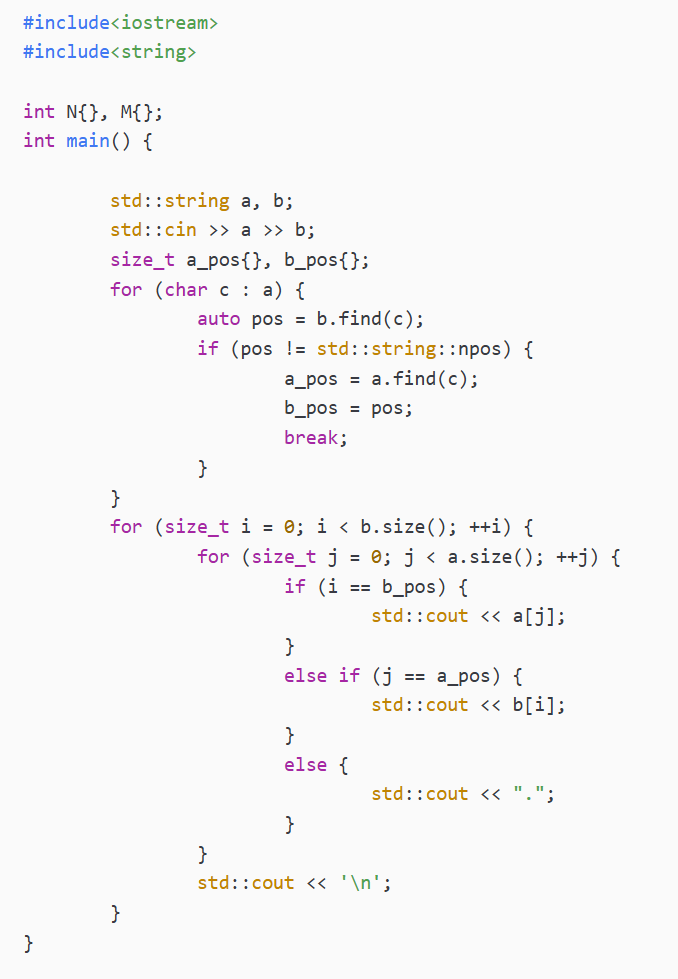 #include<iostream>
#include<string>

int N{}, M{};
int main() {

        std::string a, b;
        std::cin >> a >> b;
        size_t a_pos{}, b_pos{};
        for (char c : a) {
                auto pos = b.find(c);
                if (pos != std::string::npos) {
                        a_pos = a.find(c);
                        b_pos = pos;
                        break;
                }
        }
        for (size_t i = 0; i < b.size(); ++i) {
                for (size_t j = 0; j < a.size(); ++j) {
                        if (i == b_pos) {
                                std::cout << a[j];
                        }
                        else if (j == a_pos) {
                                std::cout << b[i];
                        }
                        else {
                                std::cout << ".";
                        }
                }
                std::cout << '\n';
        }
}